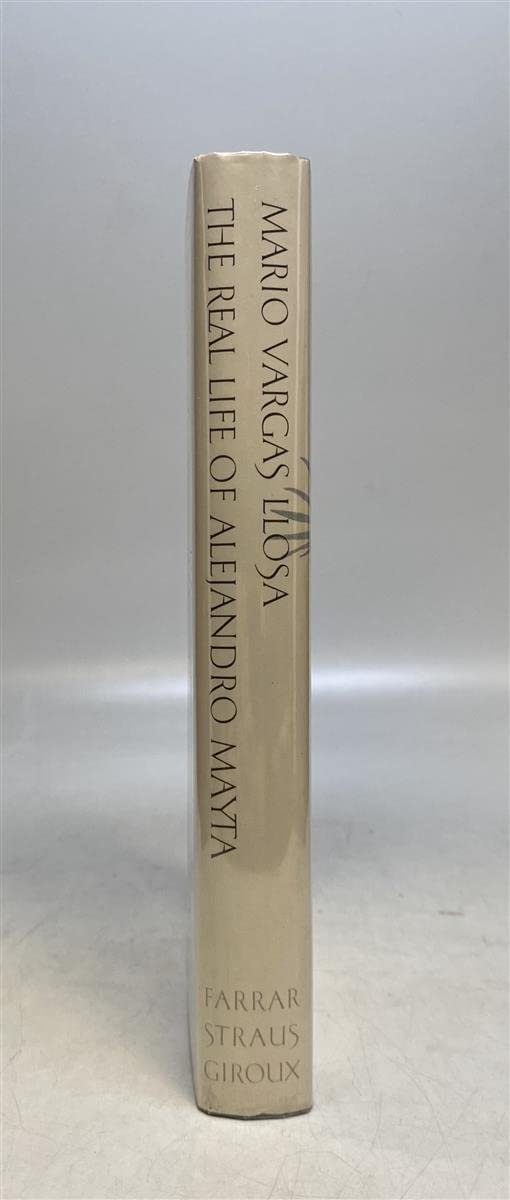 MARIO VARGAS LLOSA
THE REAL LIFE OF ALEJANDRO MAYTA
FARRAR
STRAUS
GIROUX